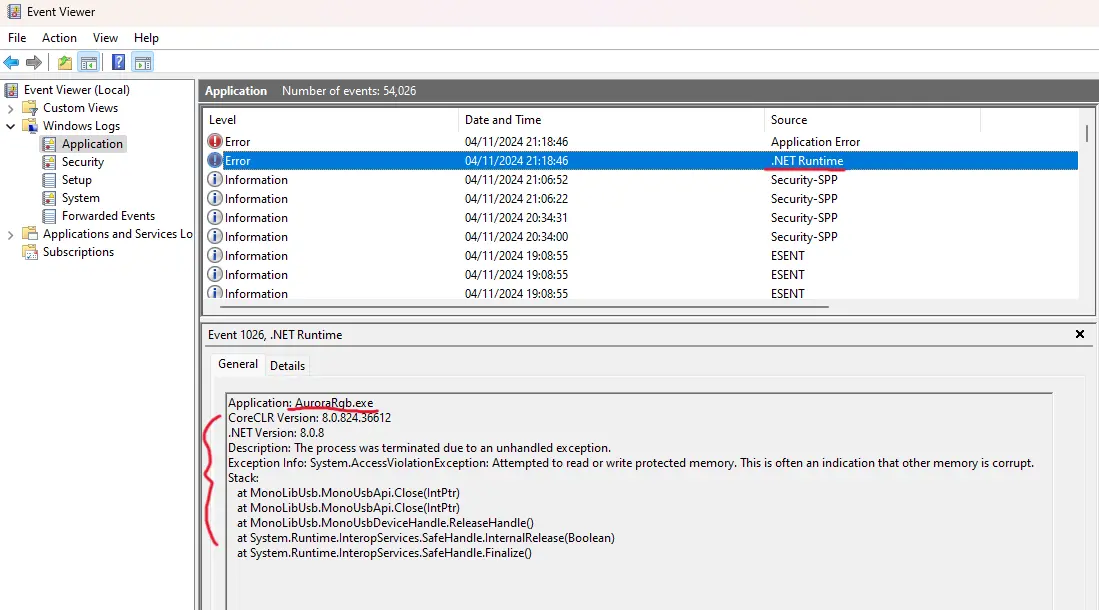 Event Viewer
File Action View Help
Event Viewer (Local)
Custom Views
Windows Logs
Application
Security
Setup
System
Forwarded Events
Applications and Services Lo
Subscriptions
Application Number of events: 54,026
Level Date and Time Source
Error 04/11/2024 21:18:46 Application Error
Error 04/11/2024 21:18:46 .NET Runtime
Information 04/11/2024 21:06:52 Security-SPP
Information 04/11/2024 21:06:22 Security-SPP
Information 04/11/2024 20:34:31 Security-SPP
Information 04/11/2024 20:34:00 Security-SPP
Information 04/11/2024 19:08:55 ESENT
Information 04/11/2024 19:08:55 ESENT
Information 04/11/2024 19:08:55 ESENT
Event 1026, .NET Runtime
General Details
Application: AuroraRgb.exe
CoreCLR Version: 8.0.824.36612
.NET Version: 8.0.8
Description: The process was terminated due to an unhandled exception.
Exception Info: System.AccessViolationException: Attempted to read or write protected memory. This is often an indication that other memory is corrupt.
Stack:
at MonoLibUsb.MonoUsbApi.Close(IntPtr)
at MonoLibUsb.MonoUsbApi.Close(IntPtr)
at MonoLibUsb.MonoUsbDeviceHandle.ReleaseHandle()
at System.Runtime.InteropServices.SafeHandle.InternalRelease(Boolean)
at System.Runtime.InteropServices.SafeHandle.Finalize()